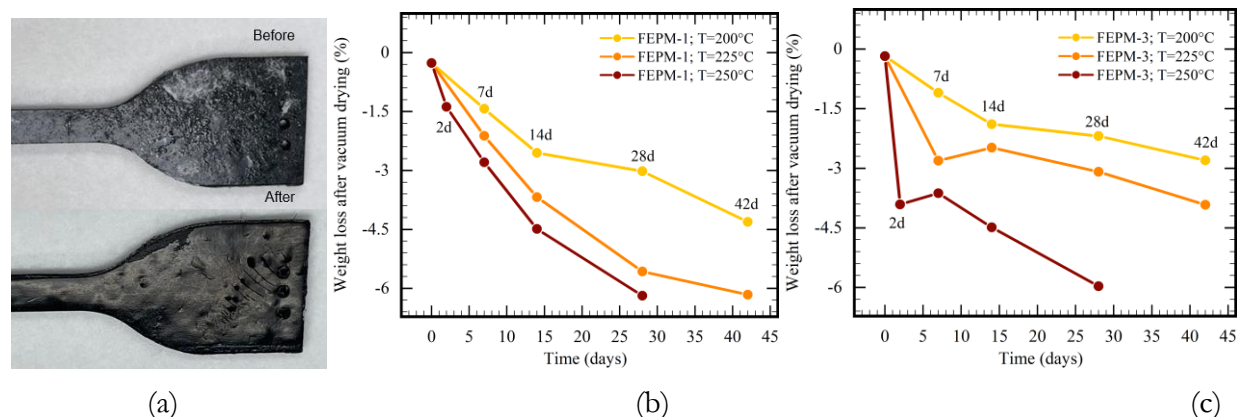 Before
After
(a)
Weight loss after vacuum drying (%)
0
-1.5
-3
-4.5
-6
FEPM-1; T=200°C
FEPM-1; T=225°C
FEPM-1; T=250°C
7d
2d
14d
28d
42d
0 5 10 15 20 25 30 35 40 45
Time (days)
(b)
Weight loss after vacuum drying (%)
0
-1.5
-3
-4.5
-6
FEPM-3; T=200°C
FEPM-3; T=225°C
FEPM-3; T=250°C
7d
14d
28d
42d
2d
0 5 10 15 20 25 30 35 40 45
Time (days)
(c)